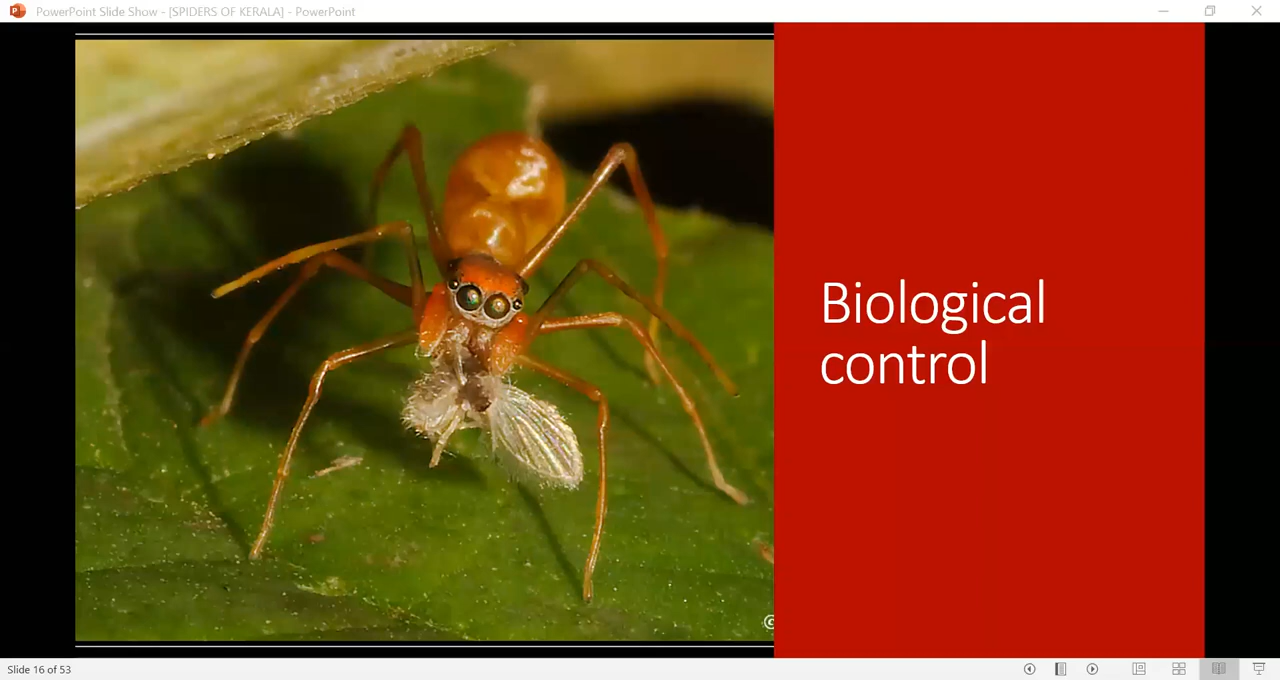 PowerPoint Slide Show - [SPIDERS OF KERALA] - PowerPoint
Biological
control
©
Slide 16 of 53